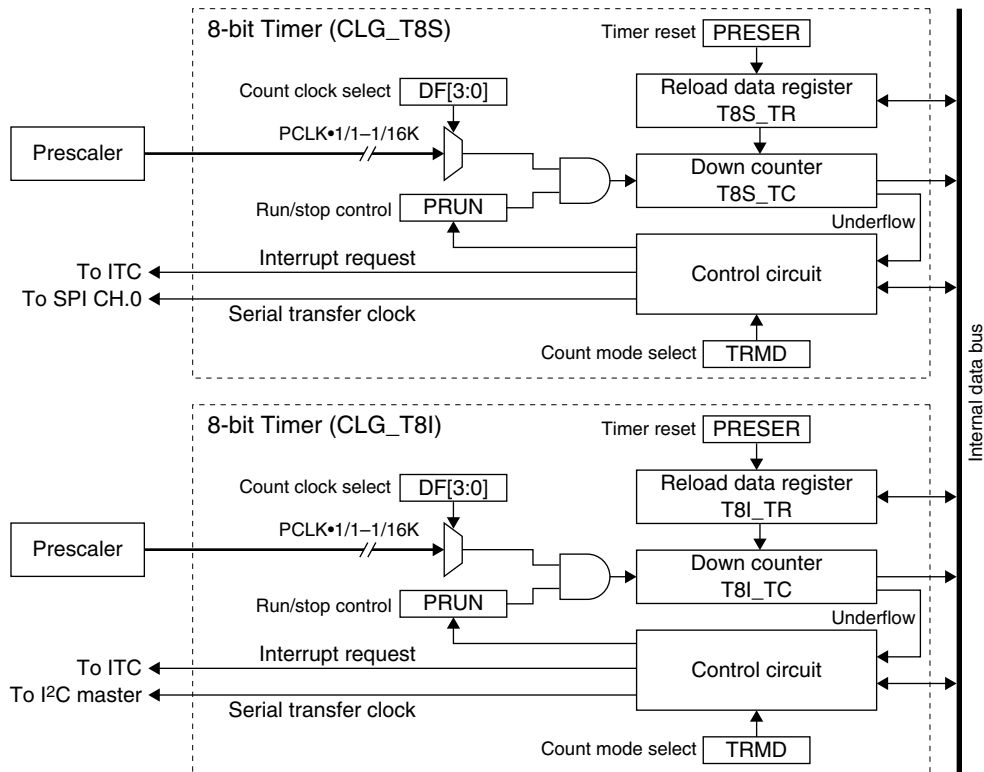 8-bit Timer (CLG_T8S)
Timer reset PRESER
Count clock select DF[3:0]
Reload data register
T8S_TR
Prescaler
PCLK•1/1–1/16K
Down counter
T8S_TC
Run/stop control PRUN
Underflow
Control circuit
Interrupt request
To ITC
To SPI CH.0
Serial transfer clock
Count mode select TRMD
Internal data bus
8-bit Timer (CLG_T8I)
Timer reset PRESER
Count clock select DF[3:0]
Reload data register
T8I_TR
Prescaler
PCLK•1/1–1/16K
Down counter
T8I_TC
Run/stop control PRUN
Underflow
Control circuit
Interrupt request
To ITC
To I²C master
Serial transfer clock
Count mode select TRMD